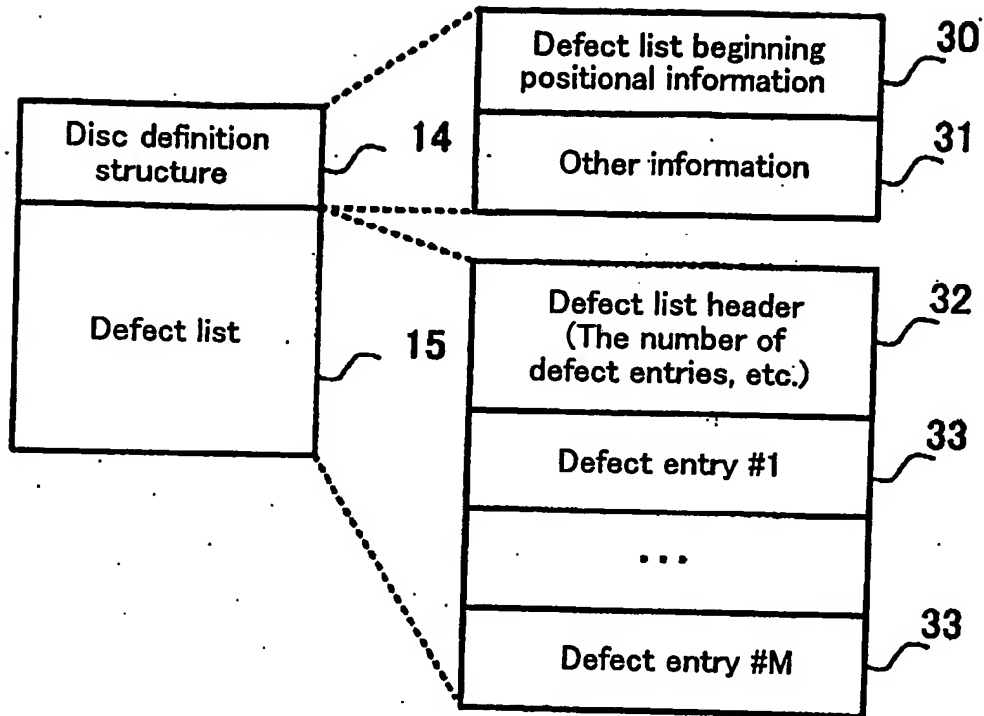 Disc definition
structure
14
Defect list
15
Defect list beginning
positional information
30
Other information
31
Defect list header
(The number of
defect entries, etc.)
32
Defect entry #1
33
...
Defect entry #M
33